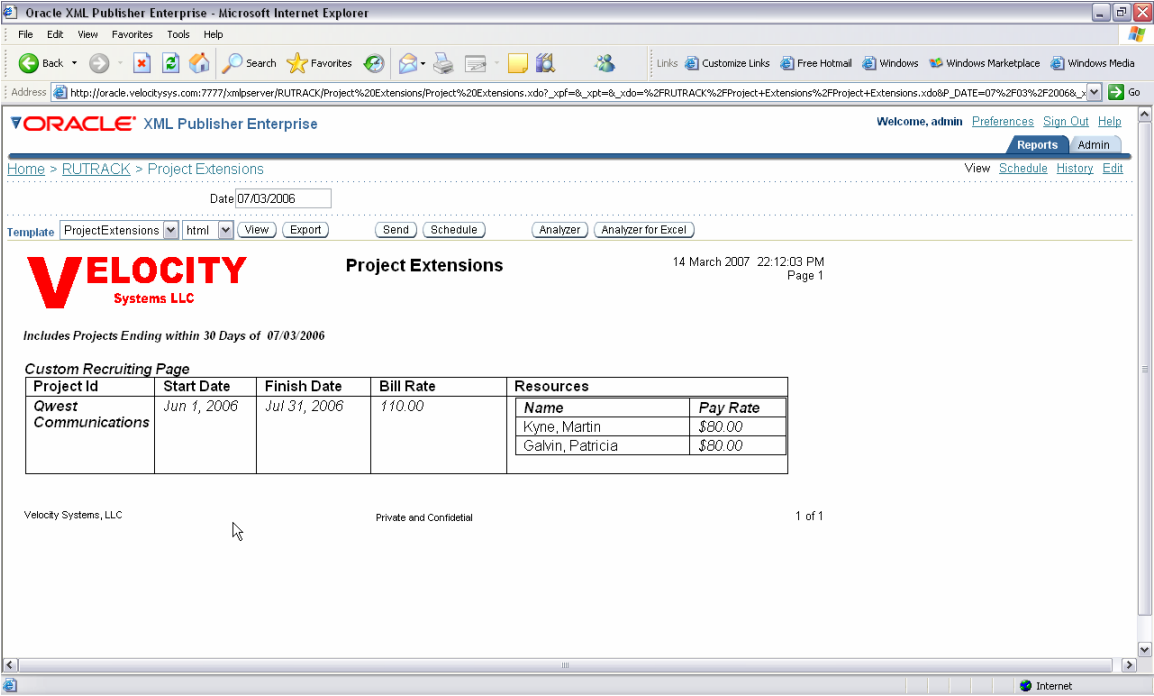 Oracle XML Publisher Enterprise - Microsoft Internet Explorer
File Edit View Favorites Tools Help
Back Search Favorites Links Customize Links Free Hotmail Windows Windows Marketplace Windows Media
Address http://oracle.velocitysys.com:7777/xmlpserver/RUTRACK/Project%20Extensions/Project%20Extensions.xdo?_xpf=&_xpt=&_xdo=%2FRUTRACK%2FProject+Extensions%2FProject+Extensions.xdo&P_DATE=07%2F03%2F2006&_x Go
ORACLE XML Publisher Enterprise Welcome, admin Preferences Sign Out Help
Reports Admin
Home > RUTRACK > Project Extensions View Schedule History Edit
Date 07/03/2006
Template ProjectExtensions html View Export Send Schedule Analyzer Analyzer for Excel
VELOCITY Project Extensions 14 March 2007 22:12:03 PM
Page 1
Systems LLC
Includes Projects Ending within 30 Days of 07/03/2006
Custom Recruiting Page
Project Id Start Date Finish Date Bill Rate Resources
Qwest Jun 1, 2006 Jul 31, 2006 110.00 Name Pay Rate
Communications Kyne, Martin $80.00
Galvin, Patricia $80.00
Velocity Systems, LLC Private and Confidetial 1 of 1
Internet